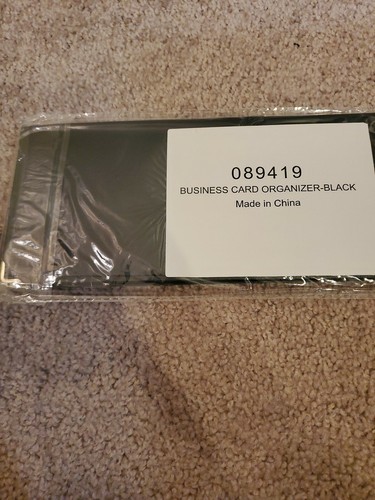 089419
BUSINESS CARD ORGANIZER-BLACK
Made in China